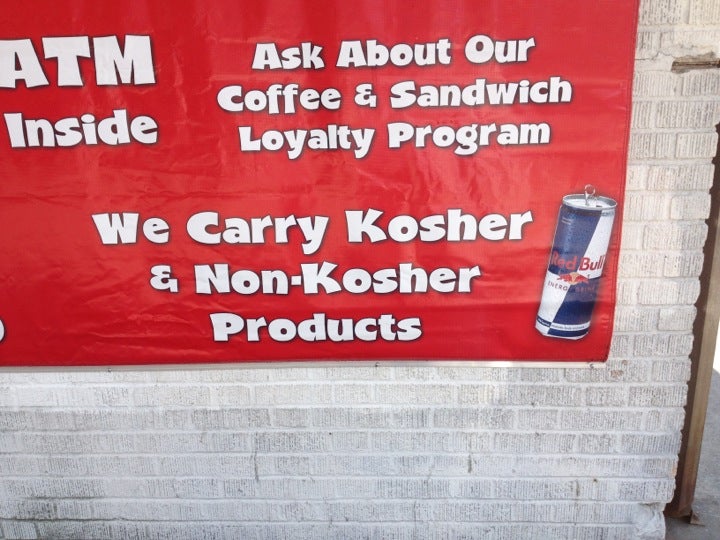 ATM
Inside
Ask About Our
Coffee & Sandwich
Loyalty Program
We Carry Kosher
& Non-Kosher
Products
Red Bull